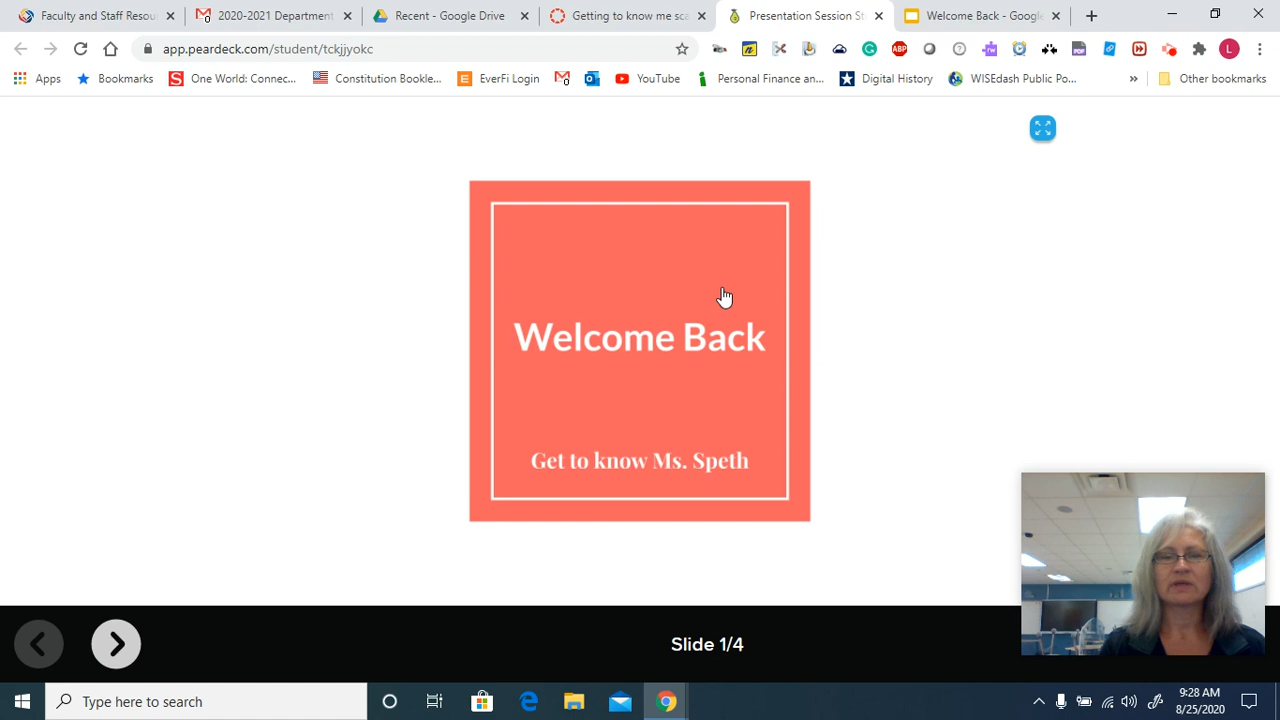 Faculty and Staff Resou
2020-2021 Department
Recent - Google Drive
Getting to know me sca
Presentation Session St
Welcome Back - Google
app.peardeck.com/student/tckjjyokc
Apps
Bookmarks
One World: Connec...
Constitution Bookle...
EverFi Login
YouTube
Personal Finance an...
Digital History
WISEdash Public Po...
»
Other bookmarks
Welcome Back
Get to know Ms. Speth
Slide 1/4
Type here to search
9:28 AM
8/25/2020